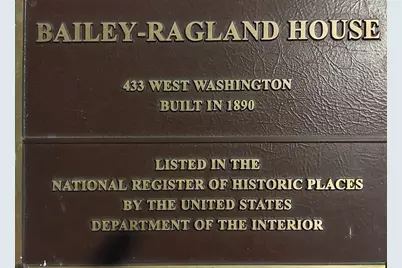 BAILEY-RAGLAND HOUSE
433 WEST WASHINGTON
BUILT IN 1890
LISTED IN THE
NATIONAL REGISTER OF HISTORIC PLACES
BY THE UNITED STATES
DEPARTMENT OF THE INTERIOR